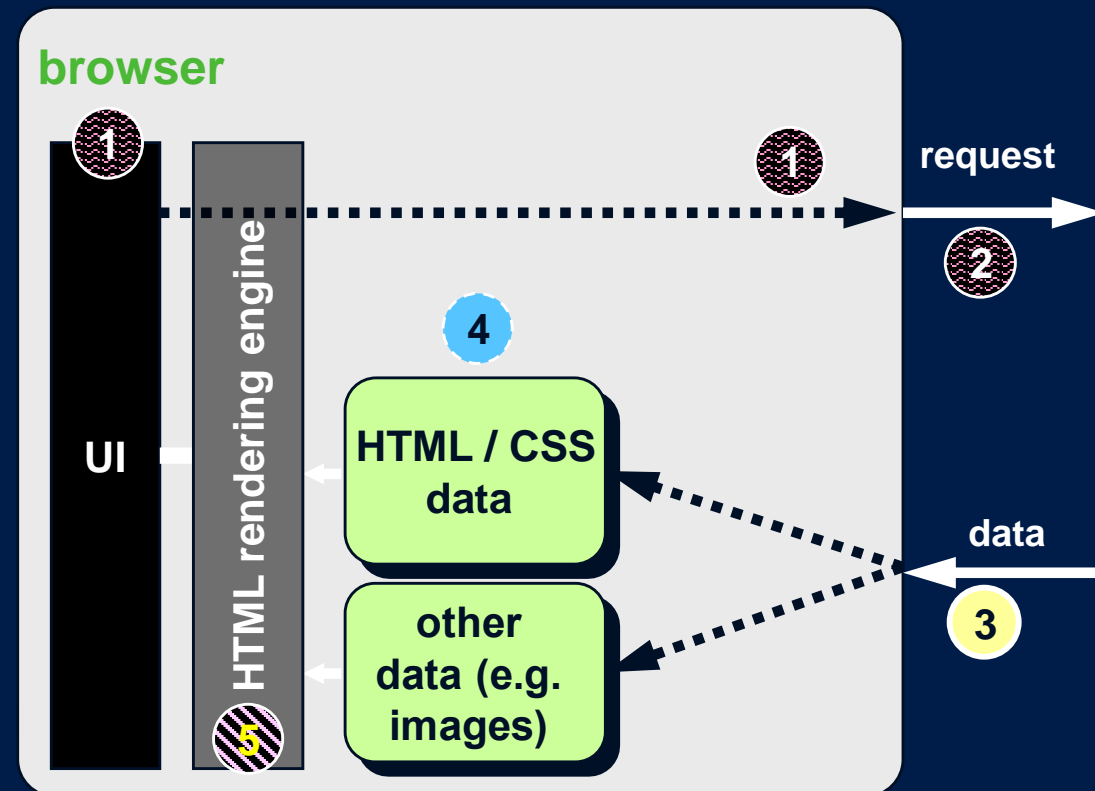 browser
1
1
request
2
HTML rendering engine
4
UI
HTML / CSS
data
data
3
other
data (e.g.
images)
5